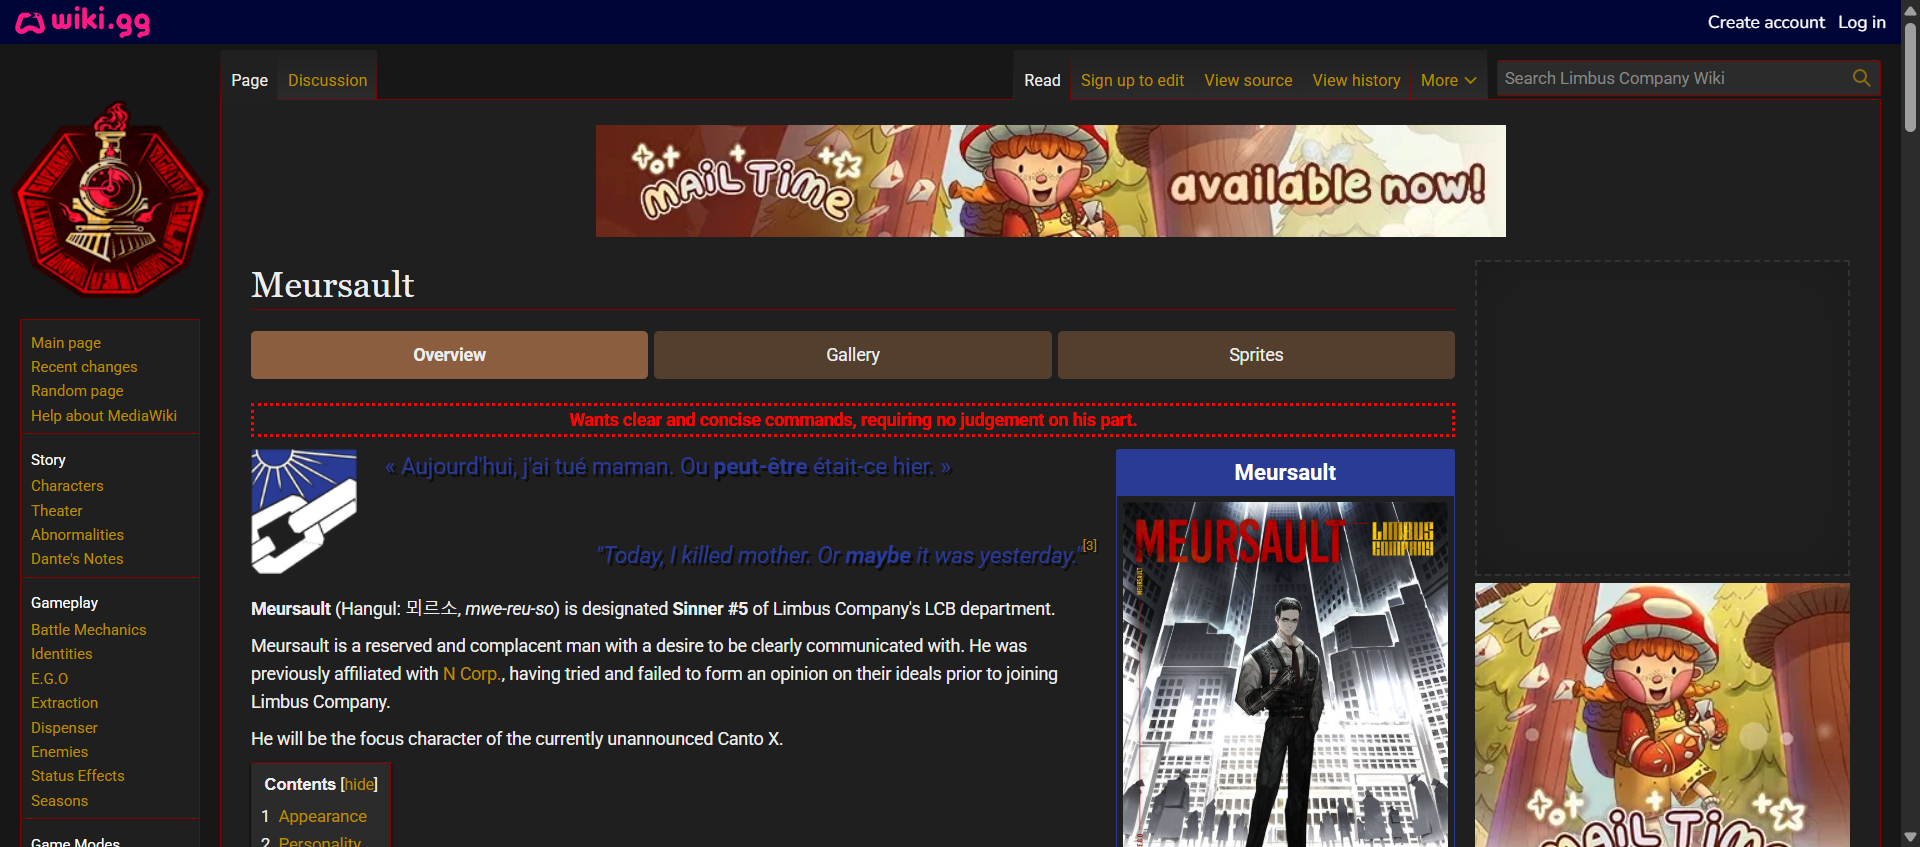 wiki.gg
Create account Log in
Page Discussion
Read Sign up to edit View source View history More
Search Limbus Company Wiki
MAIL TIME available now!
Meursault
Overview
Gallery
Sprites
Main page
Recent changes
Random page
Help about MediaWiki
Story
Characters
Theater
Abnormalities
Dante's Notes
Gameplay
Battle Mechanics
Identities
E.G.O
Extraction
Dispenser
Enemies
Status Effects
Seasons
Game Modes
Wants clear and concise commands, requiring no judgement on his part.
« Aujourd'hui, j'ai tué maman. Ou peut-être était-ce hier. »
"Today, I killed mother. Or maybe it was yesterday."[3]
Meursault (Hangul: 뫼르소, mwe-reu-so) is designated Sinner #5 of Limbus Company's LCB department.
Meursault is a reserved and complacent man with a desire to be clearly communicated with. He was
previously affiliated with N Corp., having tried and failed to form an opinion on their ideals prior to joining
Limbus Company.
He will be the focus character of the currently unannounced Canto X.
Contents [hide]
1 Appearance
2 Personality
Meursault
MEURSAULT
LIMBUS
COMPANY
MEURSAULT
MAIL TIME